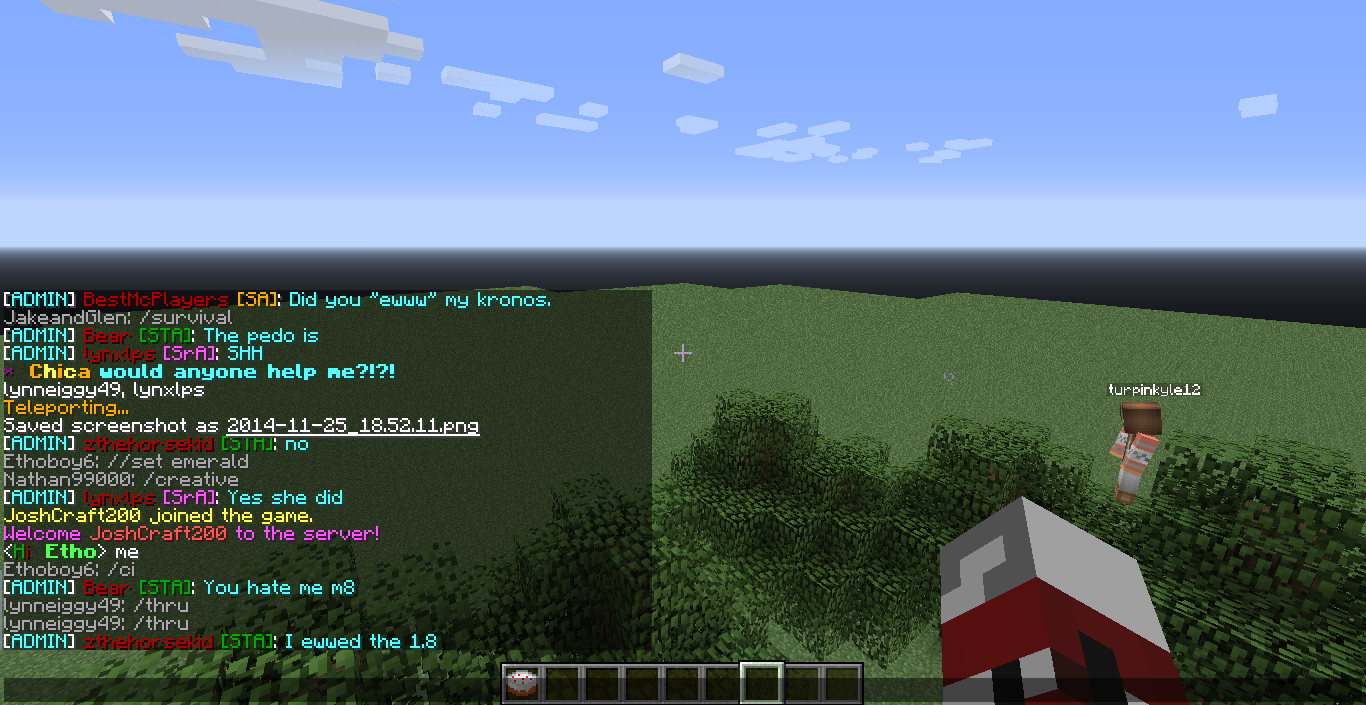 [ADMIN] BestMcPlayers [SA]: Did you "ewww" my kronos.
JakeandGlen: /survival
[ADMIN] Bear [STA]: The pedo is
[ADMIN] lynxlps [SrA]: SHH
* Chica would anyone help me?!?!
lynneiggy49, lynxlps
Teleporting...
Saved screenshot as 2014-11-25_18.52.11.png
[ADMIN] zthehorsekid [STA]: no
Ethoboy6: //set emerald
Nathan99000: /creative
[ADMIN] lynxlps [SrA]: Yes she did
JoshCraft200 joined the game.
Welcome JoshCraft200 to the server!
<Hi Etho> me
Ethoboy6: /ci
[ADMIN] Bear [STA]: You hate me m8
lynneiggy49: /thru
lynneiggy49: /thru
[ADMIN] zthehorsekid [STA]: I ewwed the 1.8
turpinkyle12